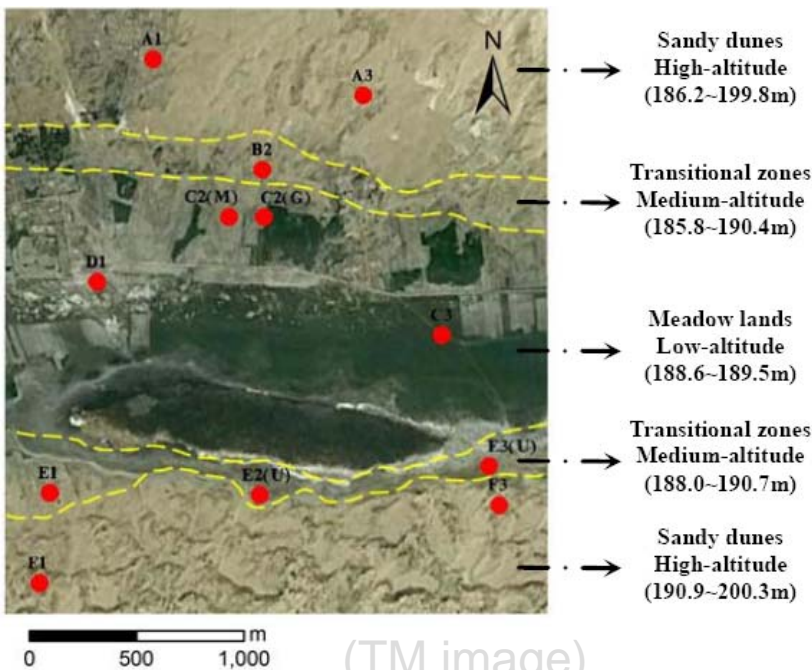 A1
A3
N
B2
C2(M)
C2(G)
D1
C3
E3(U)
E1
E2(U)
F3
F1
Sandy dunes
High-altitude
(186.2~199.8m)
Transitional zones
Medium-altitude
(185.8~190.4m)
Meadow lands
Low-altitude
(188.6~189.5m)
Transitional zones
Medium-altitude
(188.0~190.7m)
Sandy dunes
High-altitude
(190.9~200.3m)
m
0 500 1,000
(TM image)